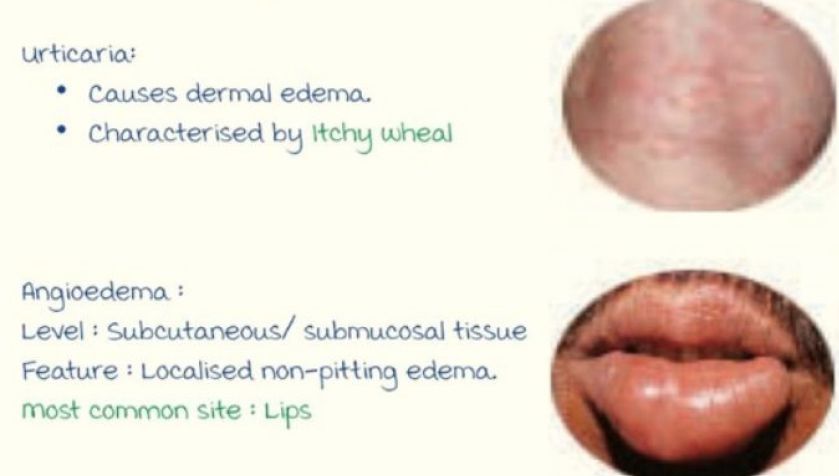 Urticaria:
• Causes dermal edema.
• Characterised by Itchy wheal
Angioedema :
Level : Subcutaneous/ submucosal tissue
Feature : Localised non-pitting edema.
most common site : Lips